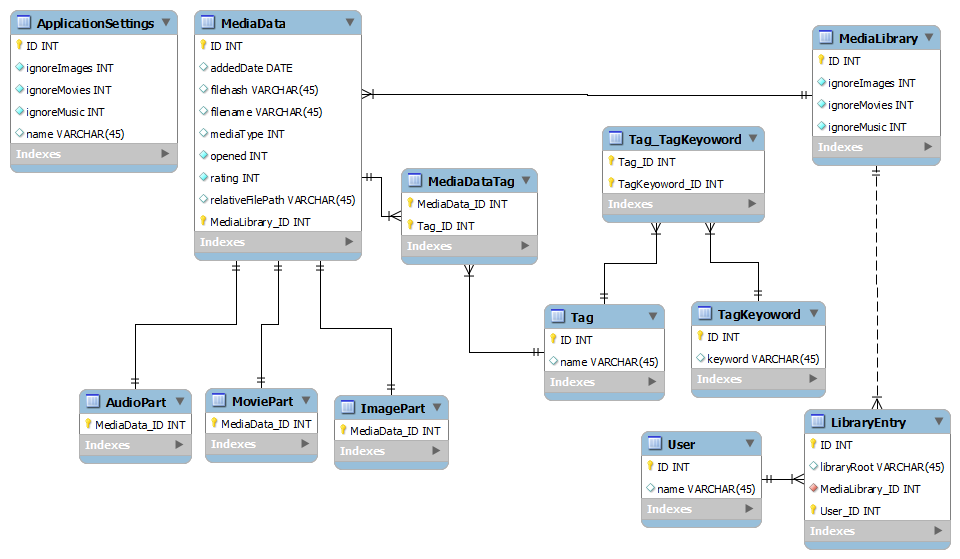 ApplicationSettings
ID INT
ignoreImages INT
ignoreMovies INT
ignoreMusic INT
name VARCHAR(45)
Indexes
MediaData
ID INT
addedDate DATE
filehash VARCHAR(45)
filename VARCHAR(45)
mediaType INT
opened INT
rating INT
relativeFilePath VARCHAR(45)
MediaLibrary_ID INT
Indexes
MediaLibrary
ID INT
ignoreImages INT
ignoreMovies INT
ignoreMusic INT
Indexes
Tag_TagKeyoword
Tag_ID INT
TagKeyoword_ID INT
Indexes
MediaDataTag
MediaData_ID INT
Tag_ID INT
Indexes
Tag
ID INT
name VARCHAR(45)
Indexes
TagKeyoword
ID INT
keyword VARCHAR(45)
Indexes
AudioPart
MediaData_ID INT
Indexes
MoviePart
MediaData_ID INT
Indexes
ImagePart
MediaData_ID INT
Indexes
User
ID INT
name VARCHAR(45)
Indexes
LibraryEntry
ID INT
libraryRoot VARCHAR(45)
MediaLibrary_ID INT
User_ID INT
Indexes